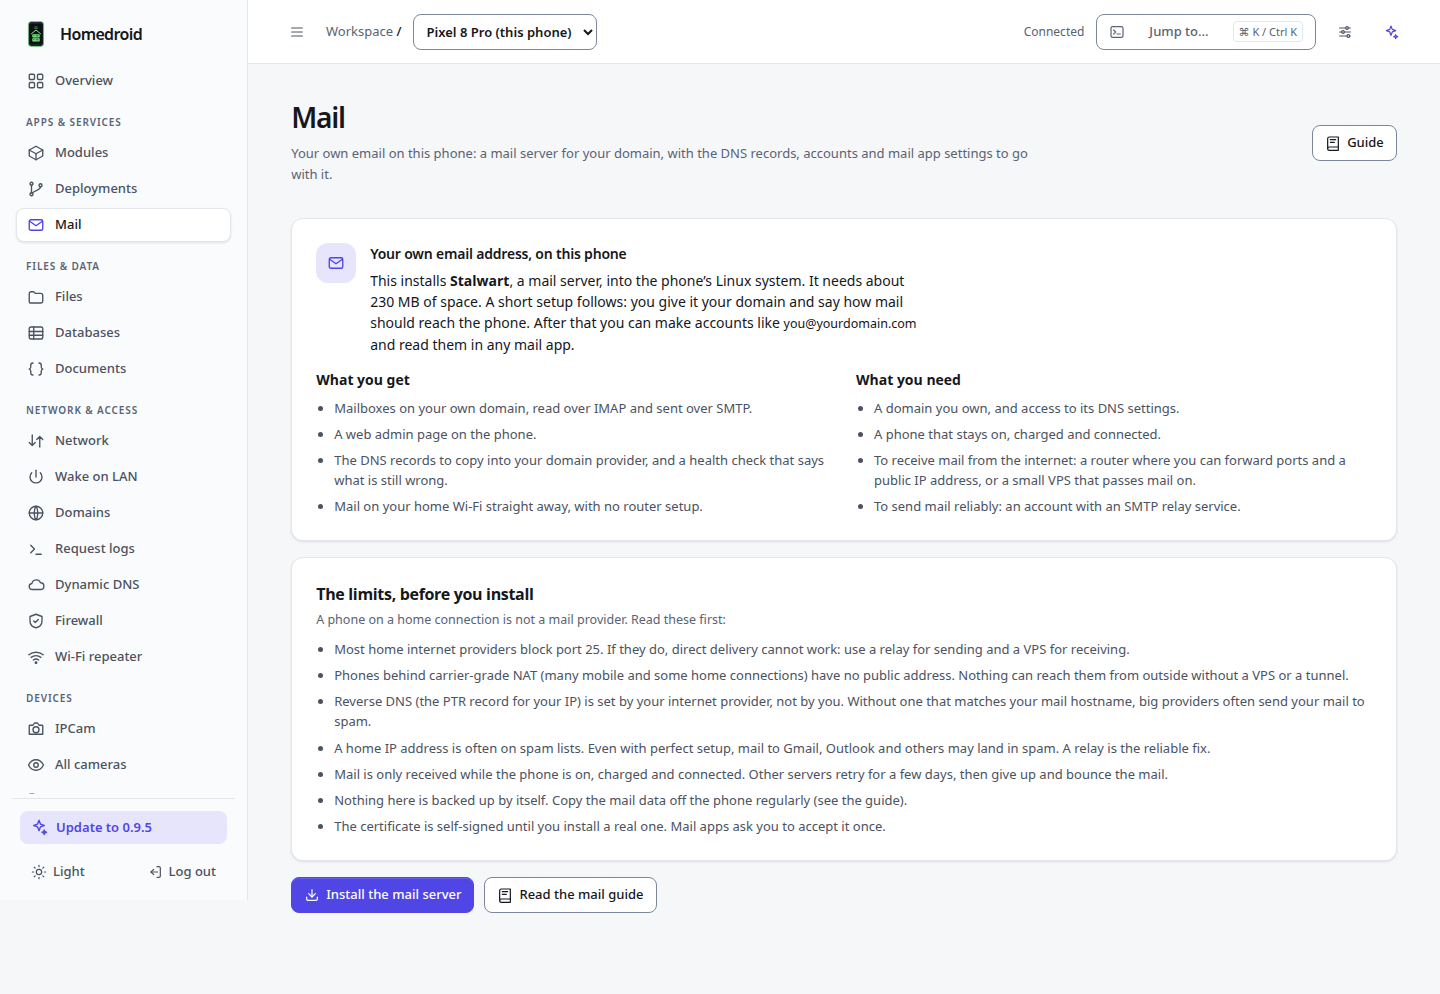 Homedroid
Workspace /
Pixel 8 Pro (this phone)
Connected
Jump to...
⌘ K / Ctrl K
Overview
APPS & SERVICES
Modules
Deployments
Mail
FILES & DATA
Files
Databases
Documents
NETWORK & ACCESS
Network
Wake on LAN
Domains
Request logs
Dynamic DNS
Firewall
Wi-Fi repeater
DEVICES
IPCam
All cameras
Update to 0.9.5
Light
Log out
Mail
Your own email on this phone: a mail server for your domain, with the DNS records, accounts and mail app settings to go
with it.
Guide
Your own email address, on this phone
This installs Stalwart, a mail server, into the phone’s Linux system. It needs about
230 MB of space. A short setup follows: you give it your domain and say how mail
should reach the phone. After that you can make accounts like you@yourdomain.com
and read them in any mail app.
What you get
Mailboxes on your own domain, read over IMAP and sent over SMTP.
A web admin page on the phone.
The DNS records to copy into your domain provider, and a health check that says
what is still wrong.
Mail on your home Wi-Fi straight away, with no router setup.
What you need
A domain you own, and access to its DNS settings.
A phone that stays on, charged and connected.
To receive mail from the internet: a router where you can forward ports and a
public IP address, or a small VPS that passes mail on.
To send mail reliably: an account with an SMTP relay service.
The limits, before you install
A phone on a home connection is not a mail provider. Read these first:
Most home internet providers block port 25. If they do, direct delivery cannot work: use a relay for sending and a VPS for receiving.
Phones behind carrier-grade NAT (many mobile and some home connections) have no public address. Nothing can reach them from outside without a VPS or a tunnel.
Reverse DNS (the PTR record for your IP) is set by your internet provider, not by you. Without one that matches your mail hostname, big providers often send your mail to
spam.
A home IP address is often on spam lists. Even with perfect setup, mail to Gmail, Outlook and others may land in spam. A relay is the reliable fix.
Mail is only received while the phone is on, charged and connected. Other servers retry for a few days, then give up and bounce the mail.
Nothing here is backed up by itself. Copy the mail data off the phone regularly (see the guide).
The certificate is self-signed until you install a real one. Mail apps ask you to accept it once.
Install the mail server
Read the mail guide